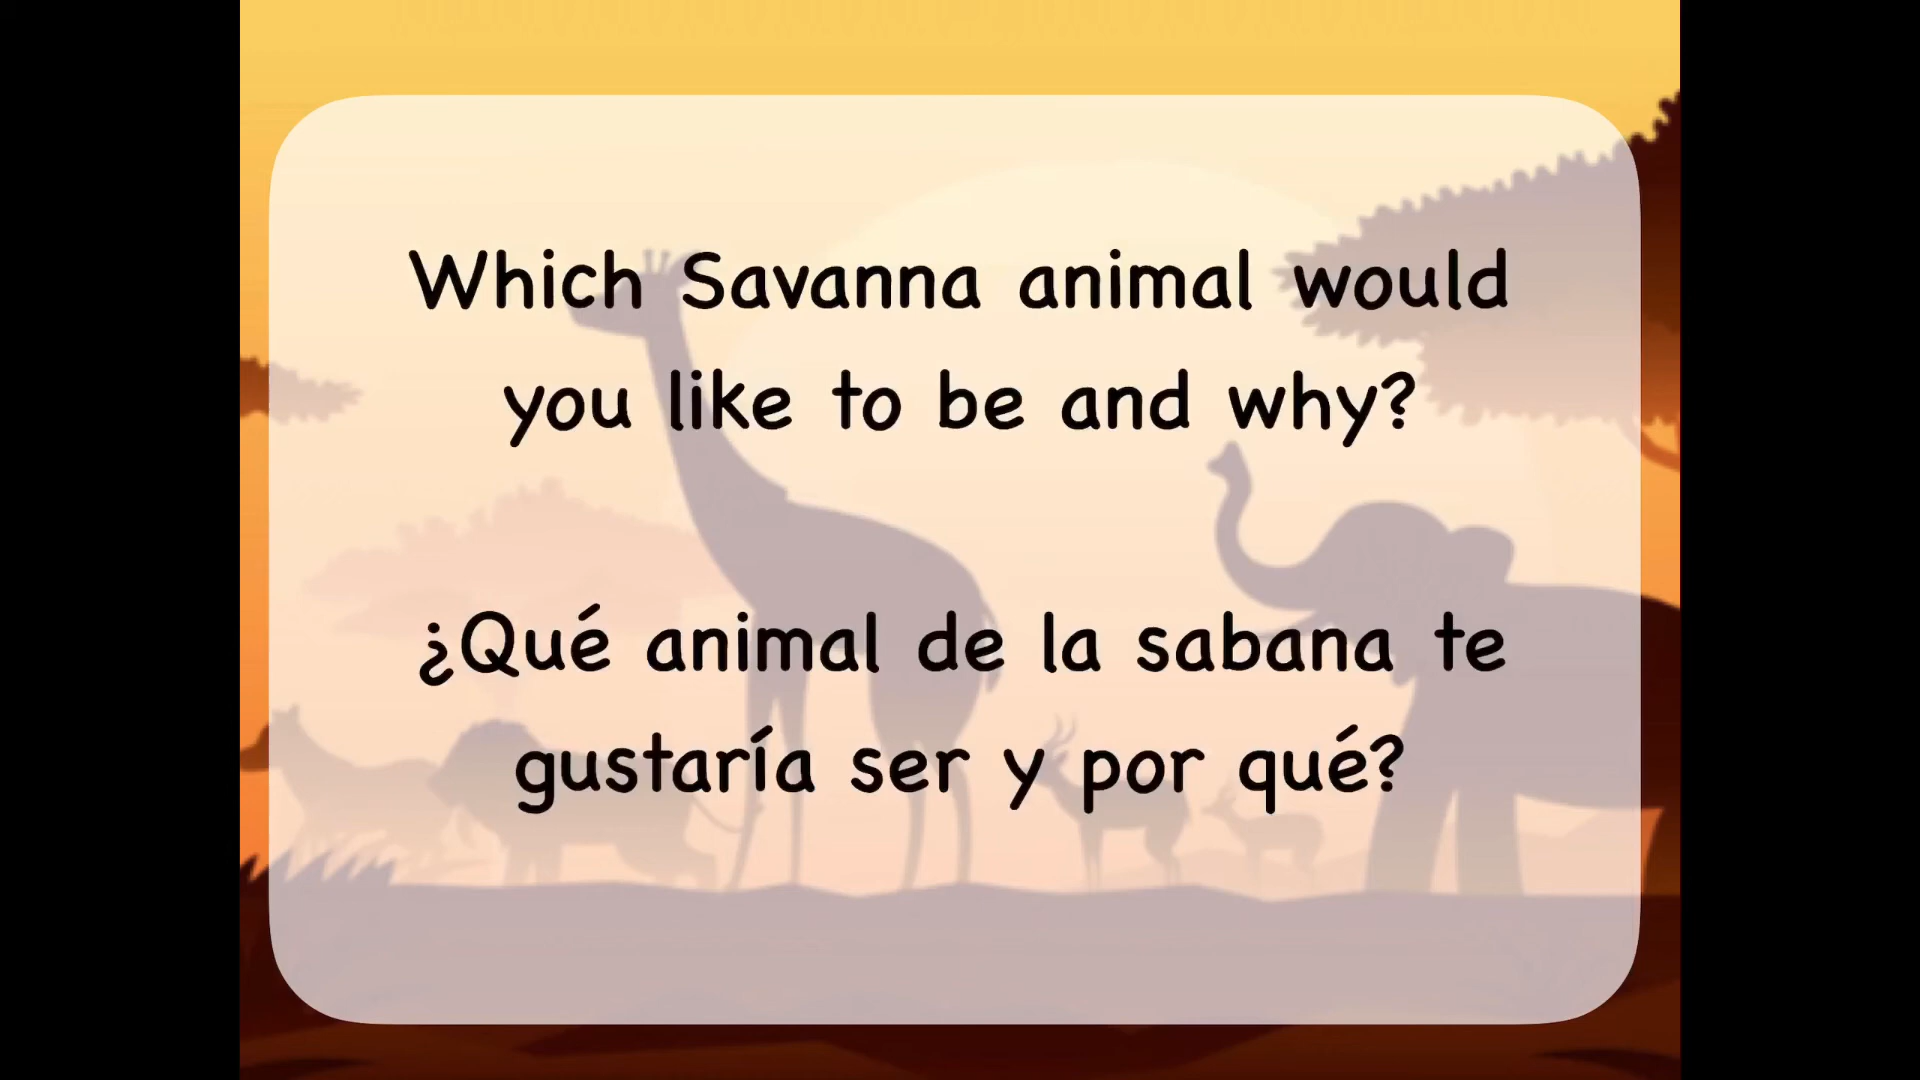 Which Savanna animal would
you like to be and why?
¿Qué animal de la sabana te
gustaría ser y por qué?